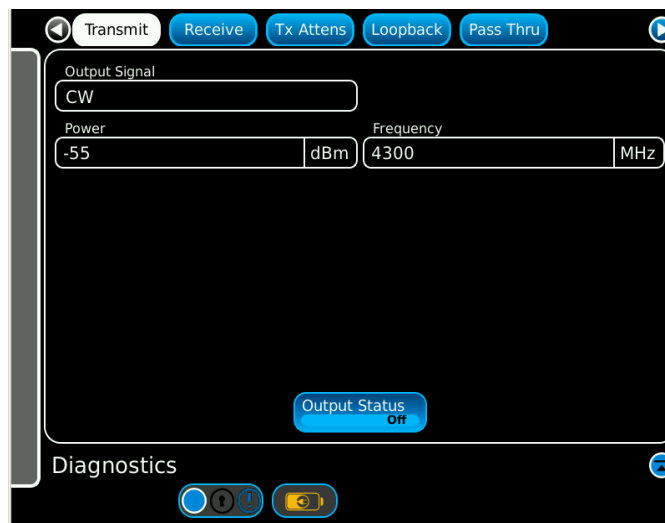 Transmit Receive Tx Attens Loopback Pass Thru
Output Signal
CW
Power Frequency
-55 dBm 4300 MHz
Output Status
Off
Diagnostics